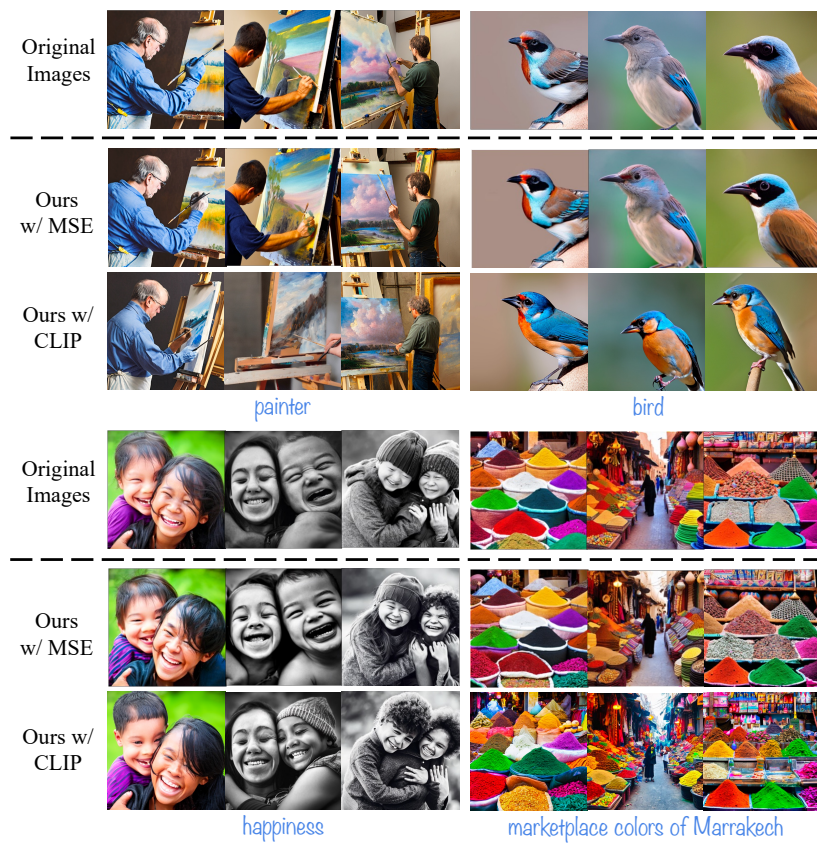 Original
Images
Ours
w/ MSE
Ours w/
CLIP
painter
bird
Original
Images
Ours
w/ MSE
Ours w/
CLIP
happiness
marketplace colors of Marrakech